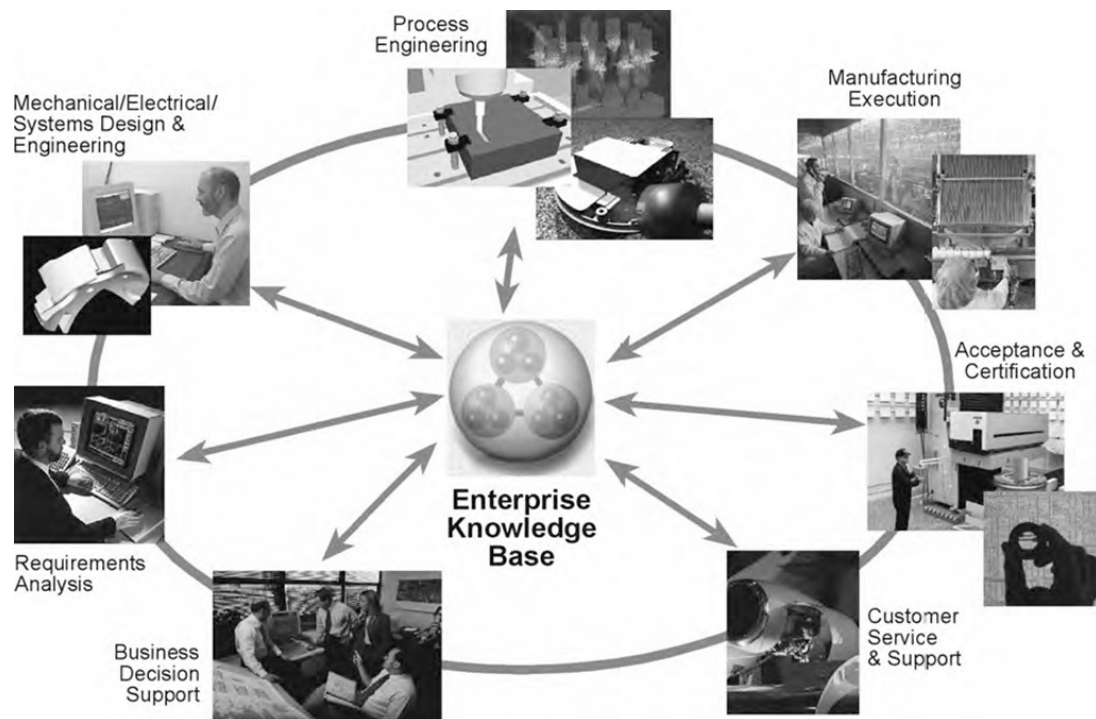 Process
Engineering
Manufacturing
Execution
Mechanical/Electrical/
Systems Design &
Engineering
Acceptance &
Certification
Enterprise
Knowledge
Base
Requirements
Analysis
Customer
Service
& Support
Business
Decision
Support